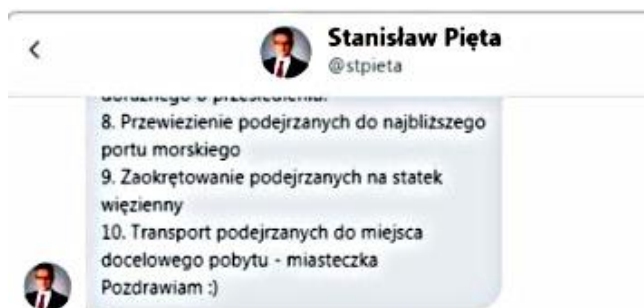 Stanisław Pięta
@stpieta
8. Przewiezienie podejrzanych do najbliższego
portu morskiego
9. Zaokrętowanie podejrzanych na statek
więzienny
10. Transport podejrzanych do miejsca
docelowego pobytu - miasteczka
Pozdrawiam :)